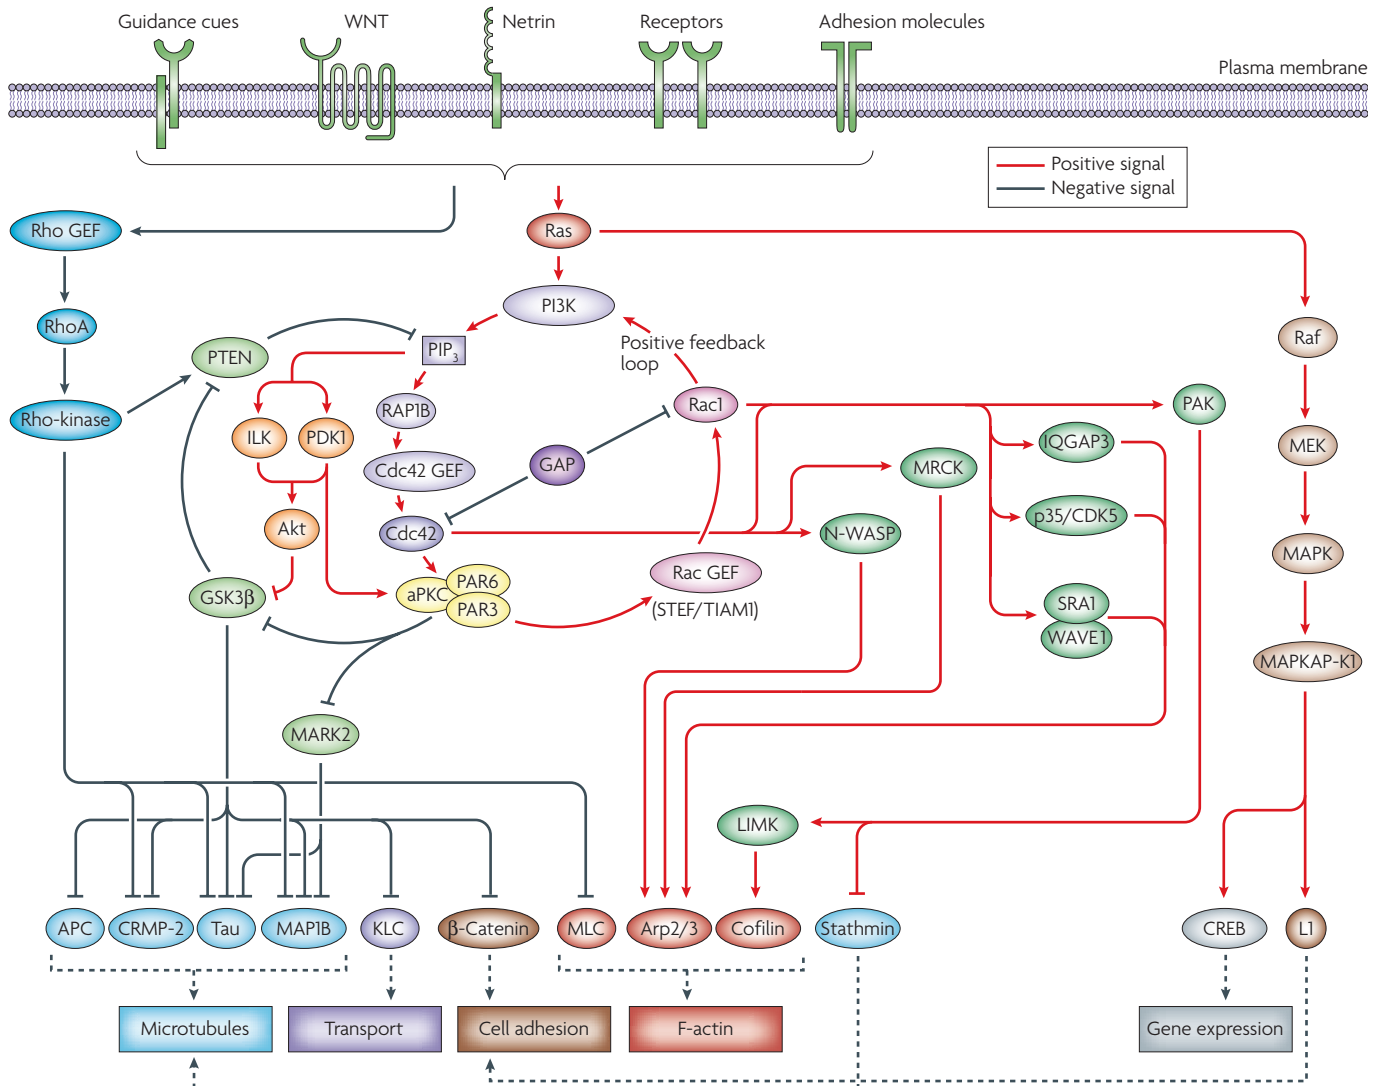 Guidance cues
WNT
Netrin
Receptors
Adhesion molecules
Plasma membrane
Positive signal
Negative signal
Rho GEF
Ras
PI3K
RhoA
PTEN
PIP3
Positive feedback
loop
Raf
Rho-kinase
ILK
PDK1
RAP1B
Rac1
PAK
Cdc42 GEF
GAP
MRCK
IQGAP3
MEK
Akt
Cdc42
N-WASP
p35/CDK5
MAPK
GSK3β
aPKC
PAR6
PAR3
Rac GEF
(STEF/TIAM1)
SRA1
WAVE1
MAPKAP-K1
MARK2
LIMK
APC
CRMP-2
Tau
MAP1B
KLC
β-Catenin
MLC
Arp2/3
Cofilin
Stathmin
CREB
L1
Microtubules
Transport
Cell adhesion
F-actin
Gene expression